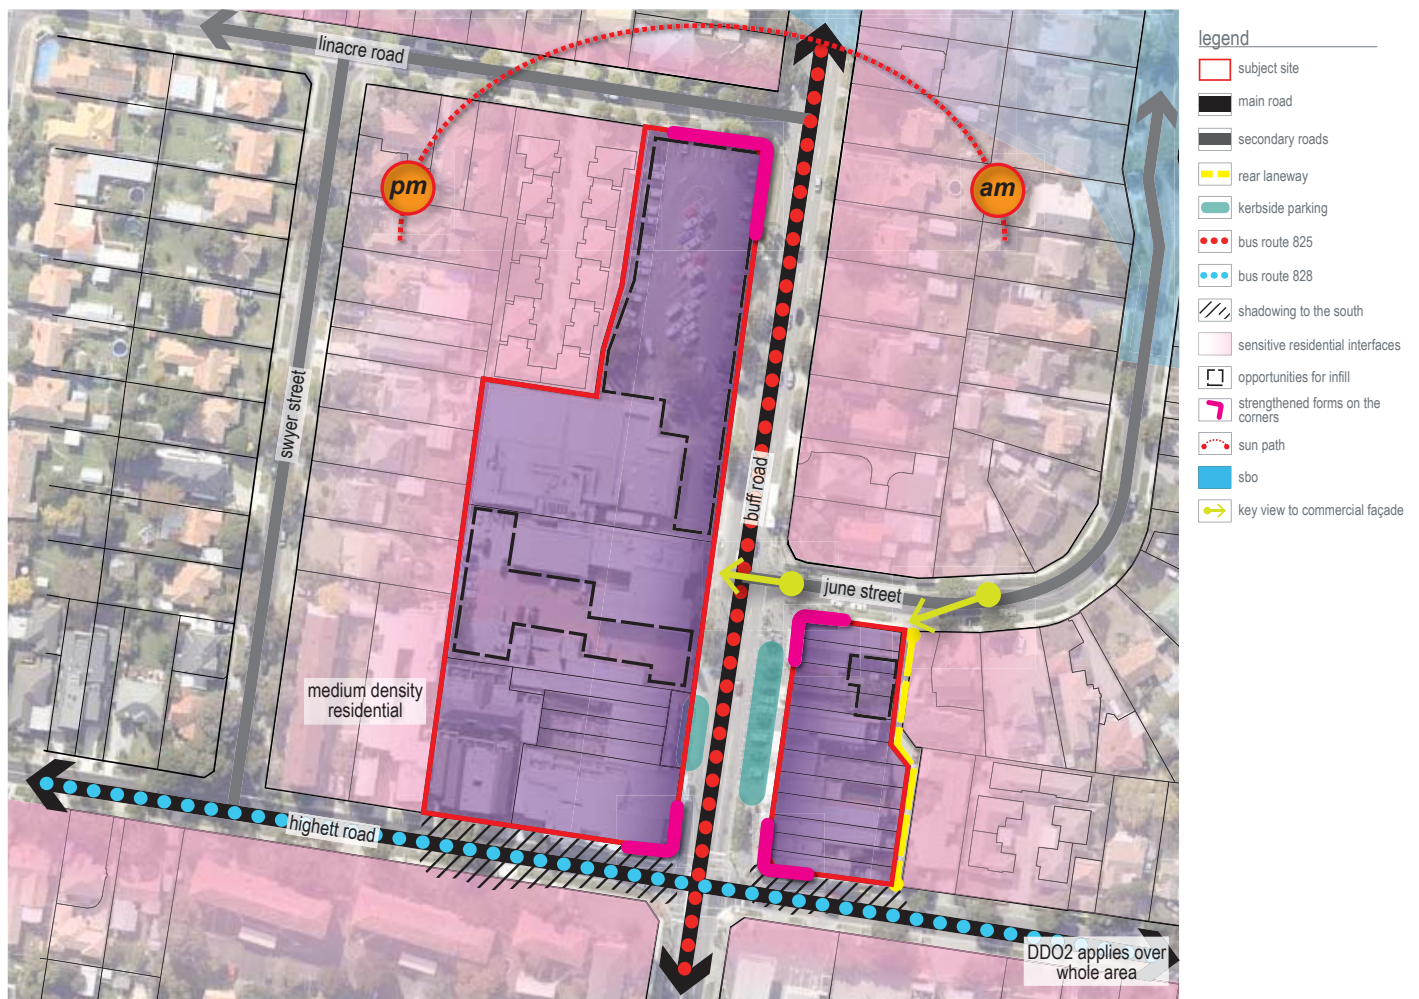 linacre road
pm
am
swyer street
buff road
june street
medium density
residential
highett road
DDO2 applies over
whole area
legend
subject site
main road
secondary roads
rear laneway
kerbside parking
bus route 825
bus route 828
shadowing to the south
sensitive residential interfaces
opportunities for infill
strengthened forms on the
corners
sun path
sbo
key view to commercial façade